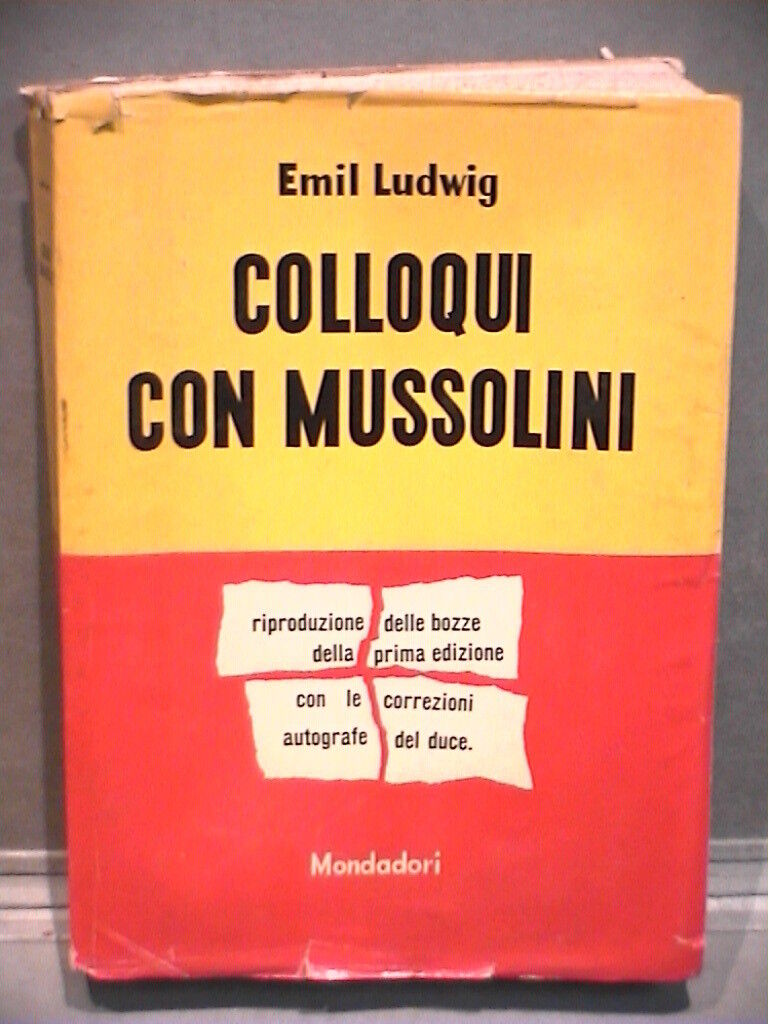 Emil Ludwig
COLLOQUI
CON MUSSOLINI
riproduzione delle bozze
della prima edizione
con le correzioni
autografe del duce.
Mondadori